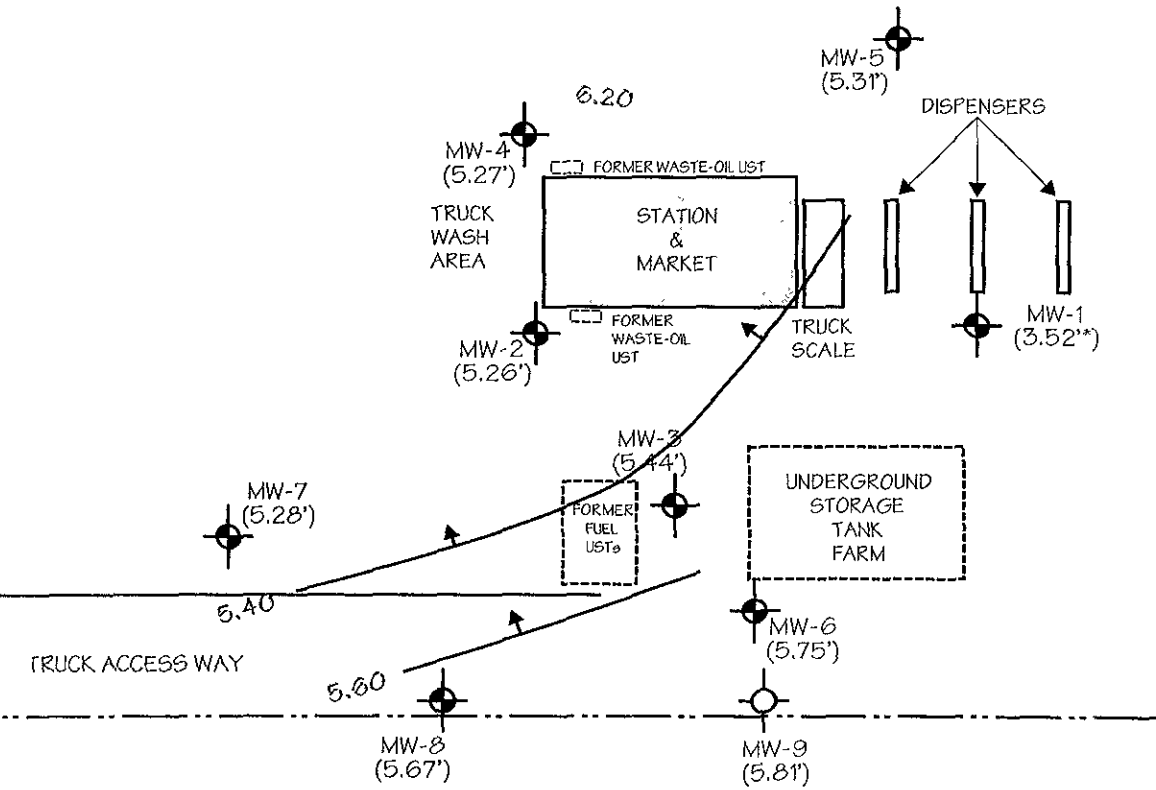 MW-5
(5.31')
6.20
DISPENSERS
MW-4
(5.27')
FORMER WASTE-OIL UST
TRUCK
WASH
AREA
STATION
&
MARKET
MW-1
(3.52'*)
FORMER
WASTE-OIL
UST
TRUCK
SCALE
MW-2
(5.26')
MW-3
(5.44')
UNDERGROUND
STORAGE
TANK
FARM
MW-7
(5.28')
FORMER
FUEL
USTs
5.40
MW-6
(5.75')
TRUCK ACCESS WAY
5.60
MW-8
(5.67')
MW-9
(5.81')